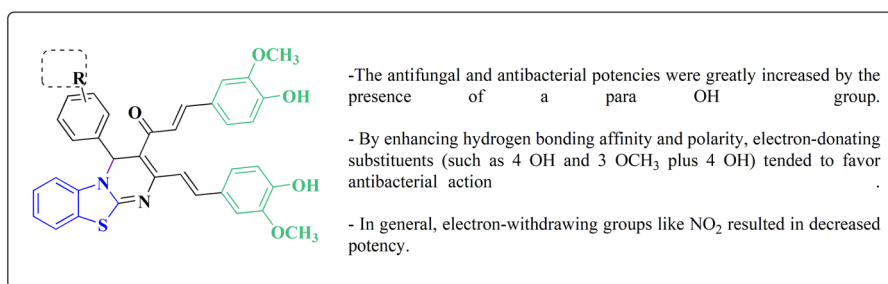 R
OCH3
O
OH
N
OH
N
S
OCH3
-The antifungal and antibacterial potencies were greatly increased by the
presence of a para OH group.
- By enhancing hydrogen bonding affinity and polarity, electron-donating
substituents (such as 4 OH and 3 OCH3 plus 4 OH) tended to favor
antibacterial action .
- In general, electron-withdrawing groups like NO2 resulted in decreased
potency.